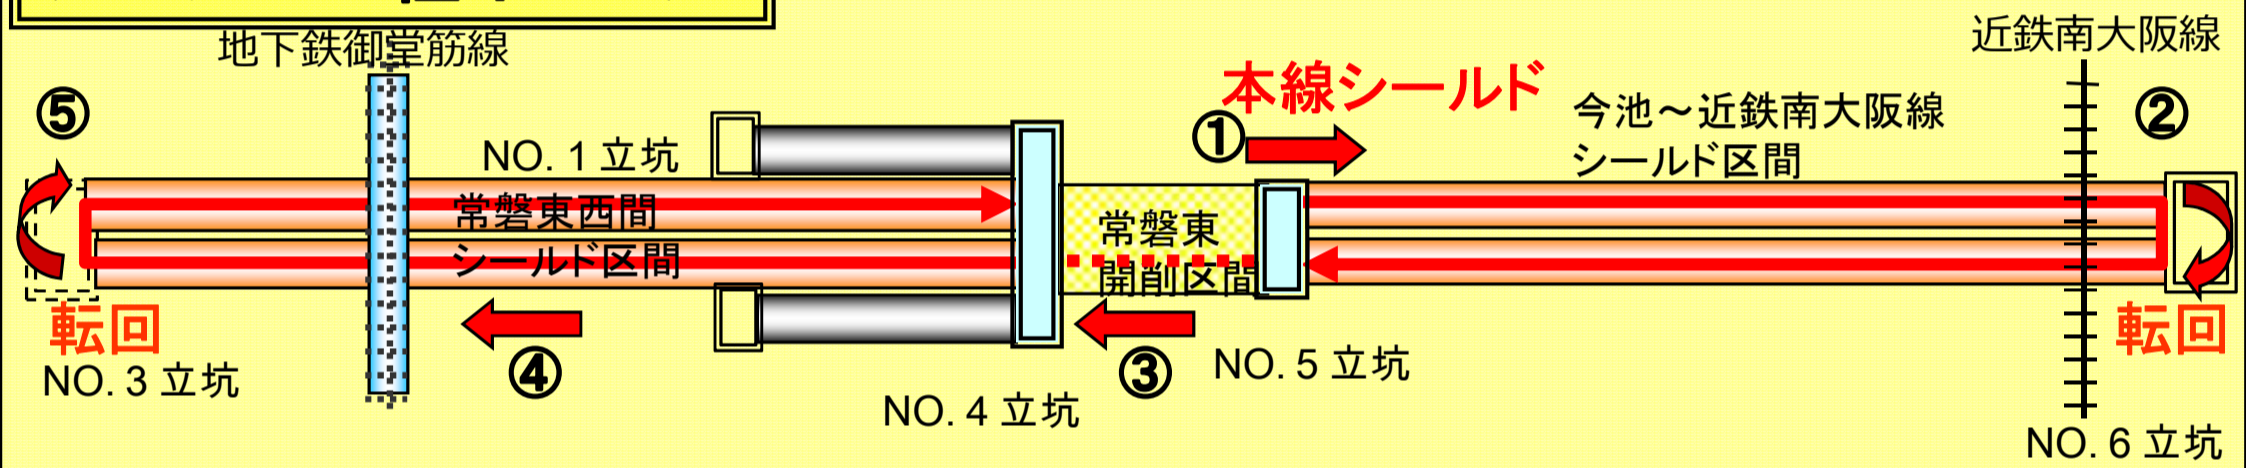 地下鉄御堂筋線
近鉄南大阪線
本線シールド
⑤
①
今池～近鉄南大阪線
シールド区間
②
NO. 1 立坑
常磐東西間
シールド区間
常磐東
開削区間
転回
NO. 3 立坑
④
③
NO. 5 立坑
転回
NO. 4 立坑
NO. 6 立坑